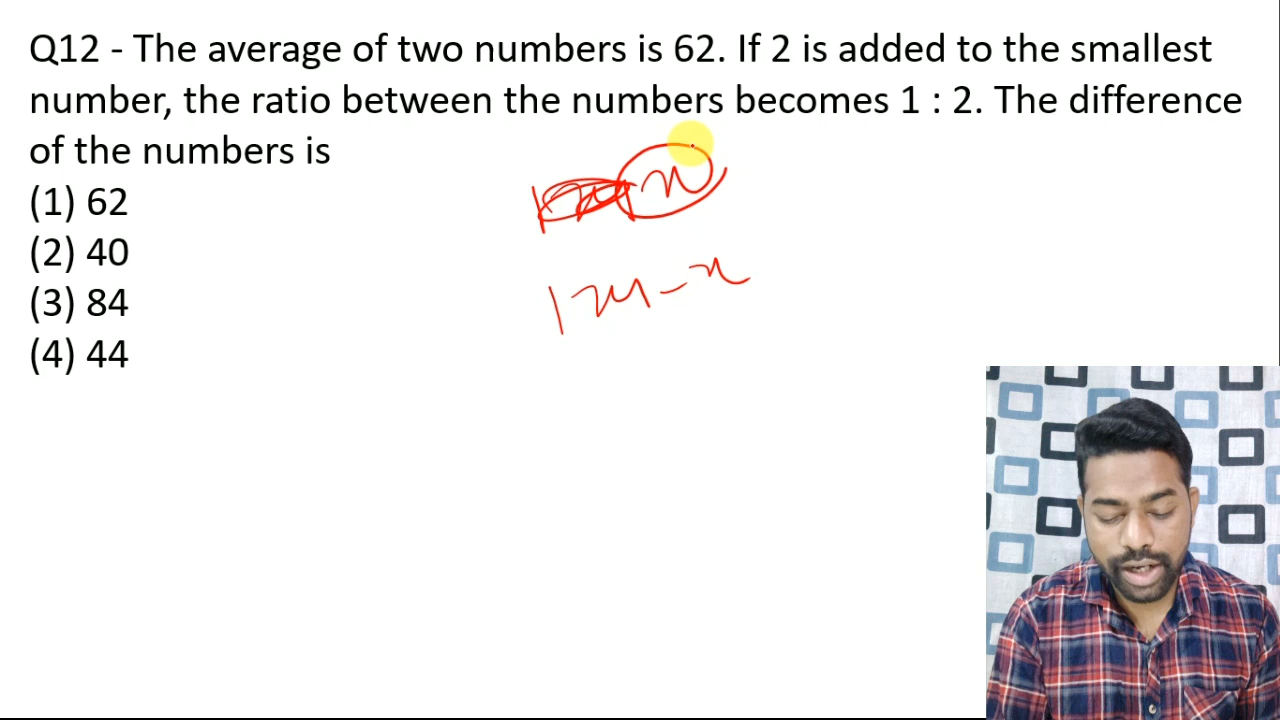 Q12 - The average of two numbers is 62. If 2 is added to the smallest
number, the ratio between the numbers becomes 1 : 2. The difference
of the numbers is
(1) 62
(2) 40
(3) 84
(4) 44
x
124-x